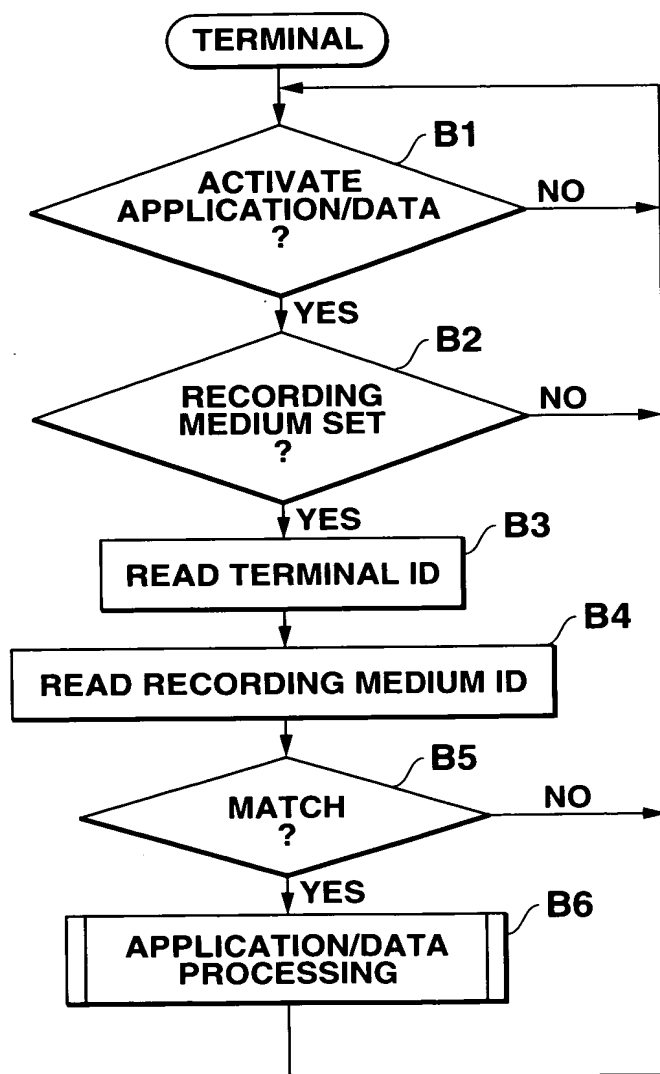 TERMINAL
B1
ACTIVATE
APPLICATION/DATA
?
NO
YES
B2
RECORDING
MEDIUM SET
?
NO
YES
B3
READ TERMINAL ID
B4
READ RECORDING MEDIUM ID
B5
MATCH
?
NO
YES
B6
APPLICATION/DATA
PROCESSING